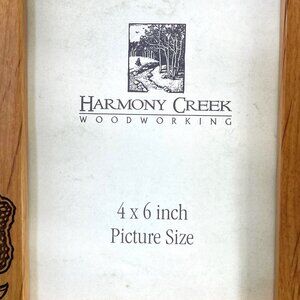 HARMONY CREEK
WOODWORKING
4 x 6 inch
Picture Size